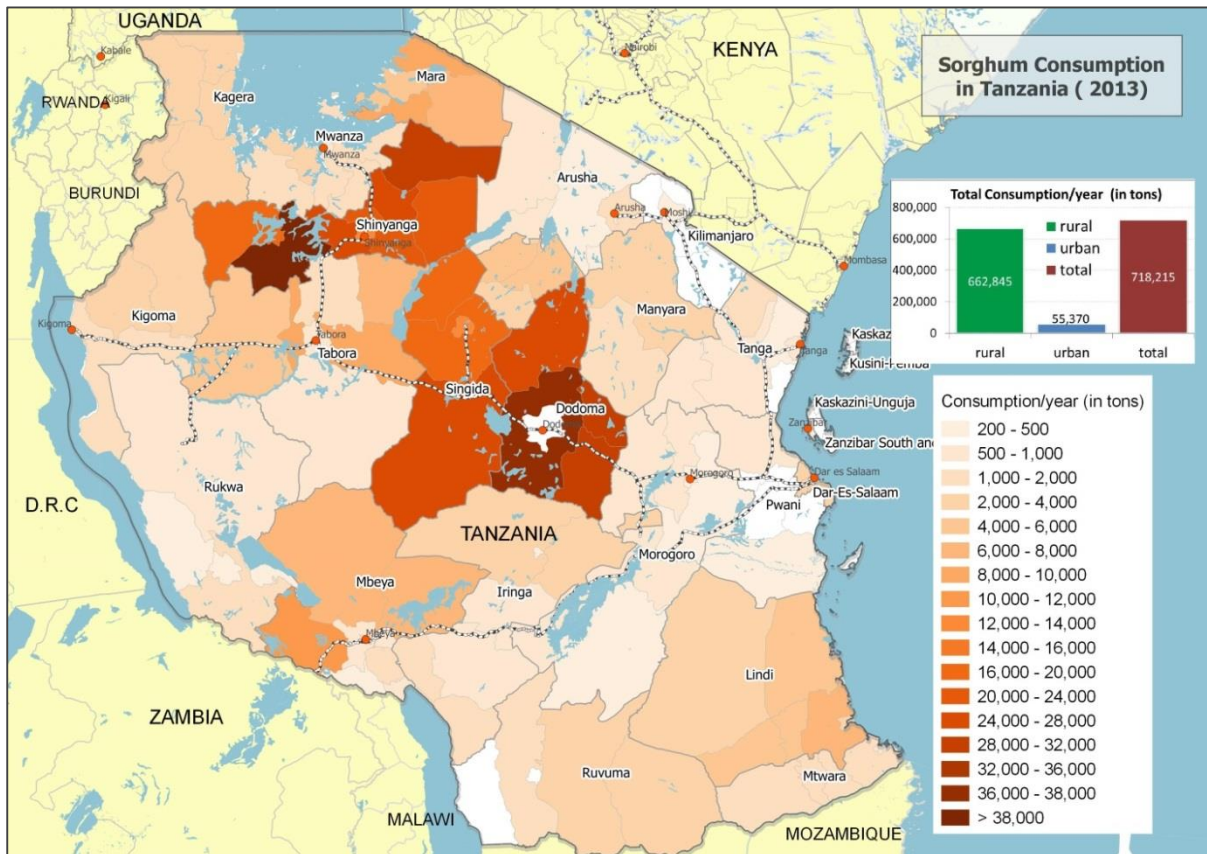 UGANDA
Kabale
RWANDA
Kigali
BURUNDI
D.R.C
ZAMBIA
MALAWI
MOZAMBIQUE
KENYA
Nairobi
Mombasa
Sorghum Consumption
in Tanzania ( 2013)
Kagera
Mara
Mwanza
Mwanza
Arusha
Arusha
Moshi
Kilimanjaro
Shinyanga
Shinyanga
Kigoma
Kigoma
Tabora
Tabora
Manyara
Tanga
Tanga
Singida
Dodoma
Rukwa
TANZANIA
Morogoro
Morogoro
Dar es Salaam
Dar-Es-Salaam
Pwani
Mbeya
Mbeya
Iringa
Lindi
Ruvuma
Mtwara
Kusini-Pemba
Kaskazini-Unguja
Zanzibar South and
Total Consumption/year (in tons)
800,000
600,000
400,000
200,000
0
rural
urban
total
662,845
55,370
718,215
rural
urban
total
Consumption/year (in tons)
200 - 500
500 - 1,000
1,000 - 2,000
2,000 - 4,000
4,000 - 6,000
6,000 - 8,000
8,000 - 10,000
10,000 - 12,000
12,000 - 14,000
14,000 - 16,000
16,000 - 20,000
20,000 - 24,000
24,000 - 28,000
28,000 - 32,000
32,000 - 36,000
36,000 - 38,000
> 38,000